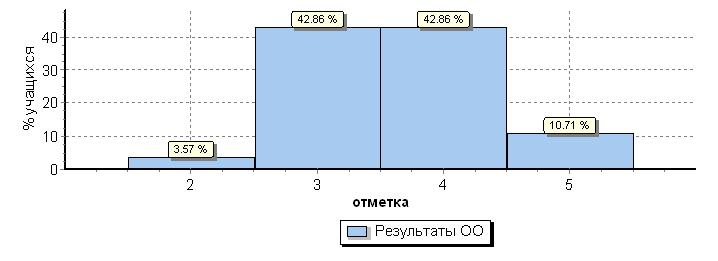 % учащихся
40
30
20
10
0
3.57 %
42.86 %
42.86 %
10.71 %
2 3 4 5
отметка
Результаты ОО